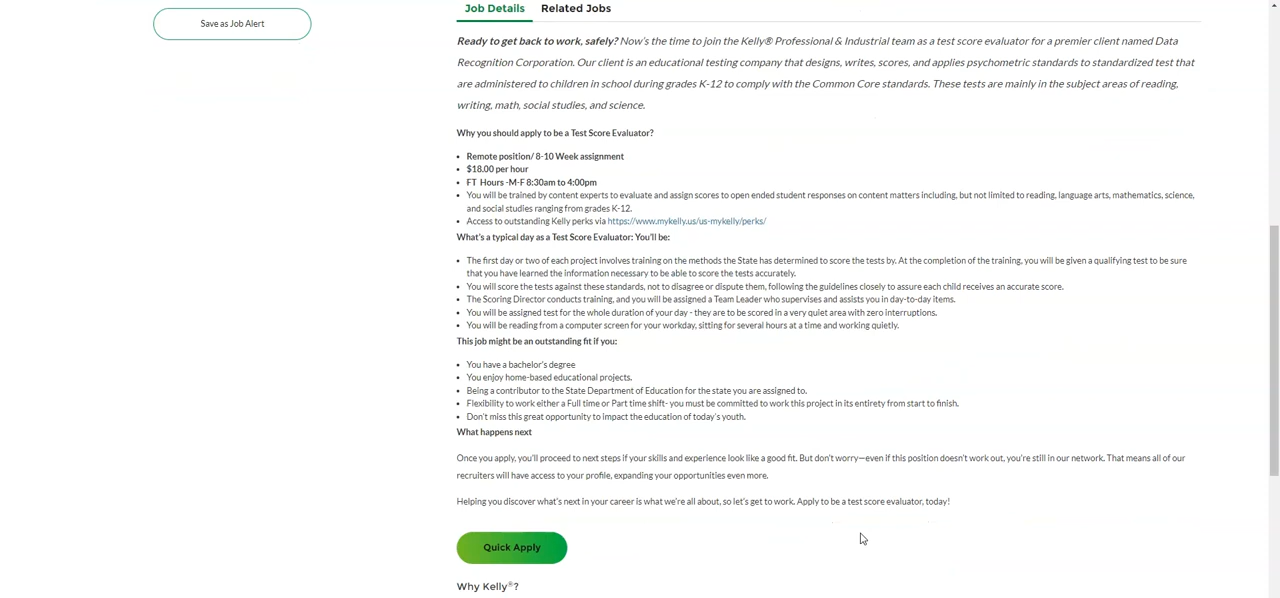 Save as Job Alert
Job Details Related Jobs
Ready to get back to work, safely? Now's the time to join the Kelly® Professional & Industrial team as a test score evaluator for a premier client named Data
Recognition Corporation. Our client is an educational testing company that designs, writes, scores, and applies psychometric standards to standardized test that
are administered to children in school during grades K-12 to comply with the Common Core standards. These tests are mainly in the subject areas of reading,
writing, math, social studies, and science.
Why you should apply to be a Test Score Evaluator?
• Remote position/ 8-10 Week assignment
• $18.00 per hour
• FT Hours -M-F 8:30am to 4:00pm
• You will be trained by content experts to evaluate and assign scores to open ended student responses on content matters including, but not limited to reading, language arts, mathematics, science,
and social studies ranging from grades K-12.
• Access to outstanding Kelly perks via https://www.mykelly.us/us-mykelly/perks/
What's a typical day as a Test Score Evaluator: You'll be:
• The first day or two of each project involves training on the methods the State has determined to score the tests by. At the completion of the training, you will be given a qualifying test to be sure
that you have learned the information necessary to be able to score the tests accurately.
• You will score the tests against these standards, not to disagree or dispute them, following the guidelines closely to assure each child receives an accurate score.
• The Scoring Director conducts training, and you will be assigned a Team Leader who supervises and assists you in day-to-day items.
• You will be assigned test for the whole duration of your day - they are to be scored in a very quiet area with zero interruptions.
• You will be reading from a computer screen for your workday, sitting for several hours at a time and working quietly.
This job might be an outstanding fit if you:
• You have a bachelor's degree
• You enjoy home-based educational projects.
• Being a contributor to the State Department of Education for the state you are assigned to.
• Flexibility to work either a Full time or Part time shift- you must be committed to work this project in its entirety from start to finish.
• Don't miss this great opportunity to impact the education of today's youth.
What happens next
Once you apply, you'll proceed to next steps if your skills and experience look like a good fit. But don't worry—even if this position doesn't work out, you're still in our network. That means all of our
recruiters will have access to your profile, expanding your opportunities even more.
Helping you discover what's next in your career is what we're all about, so let's get to work. Apply to be a test score evaluator, today!
Quick Apply
Why Kelly®?